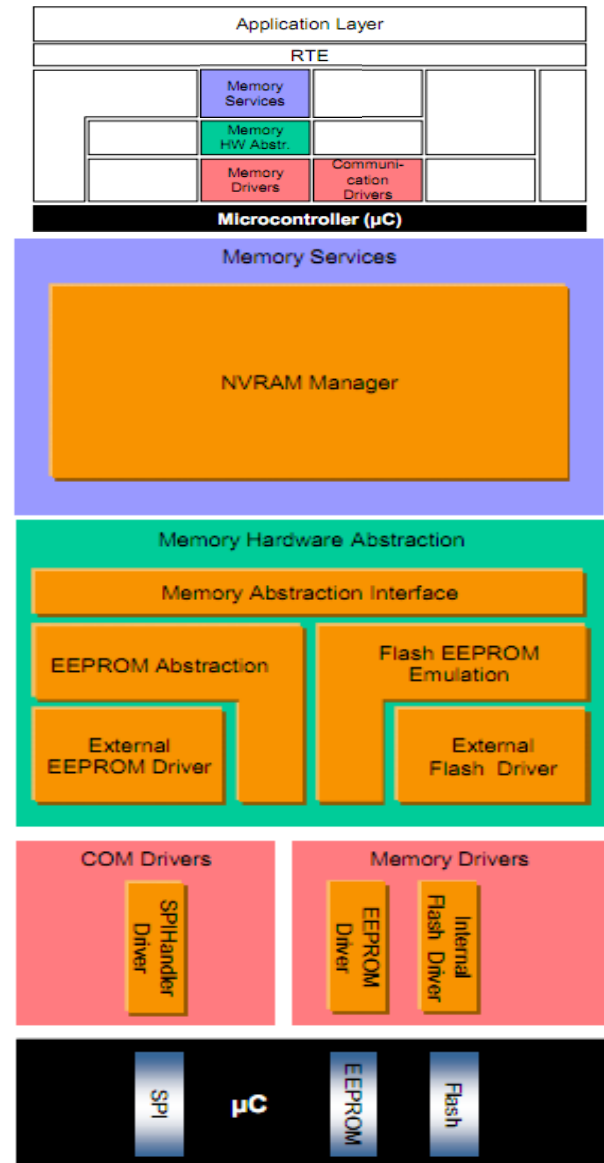 Application Layer
RTE
Memory
Services
Memory
HW Abstr.
Memory
Drivers
Communi-
cation
Drivers
Microcontroller (µC)
Memory Services
NVRAM Manager
Memory Hardware Abstraction
Memory Abstraction Interface
EEPROM Abstraction
Flash EEPROM
Emulation
External
EEPROM Driver
External
Flash Driver
COM Drivers
SPIHandler
Driver
Memory Drivers
EEPROM
Driver
Internal
Flash Driver
SPI
µC
EEPROM
Flash